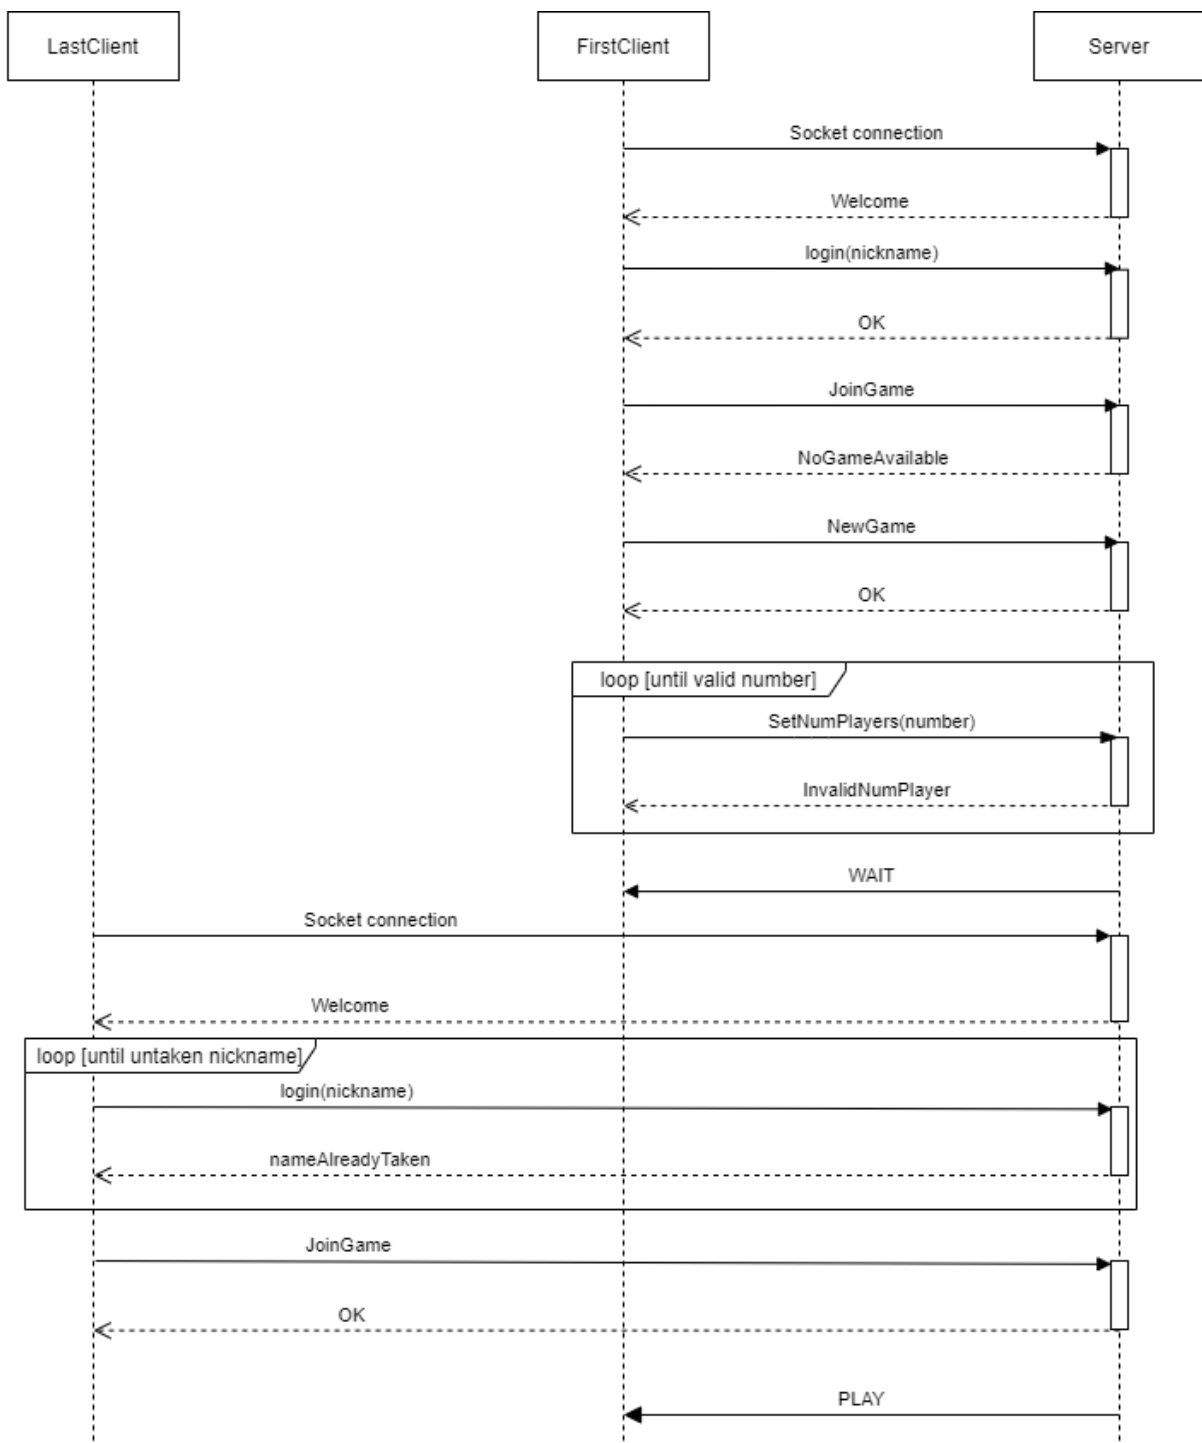 LastClient
FirstClient
Server
Socket connection
Welcome
login(nickname)
OK
JoinGame
NoGameAvailable
NewGame
OK
loop [until valid number]
SetNumPlayers(number)
InvalidNumPlayer
WAIT
Socket connection
Welcome
loop [until untaken nickname]
login(nickname)
nameAlreadyTaken
JoinGame
OK
PLAY